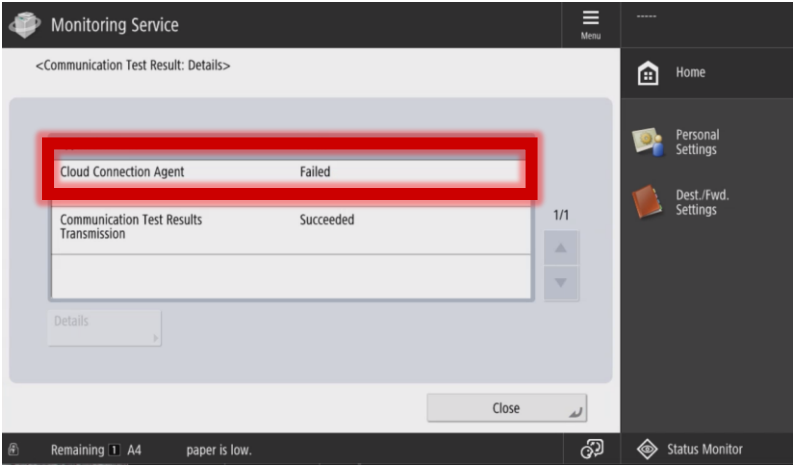 Monitoring Service
Menu
-----
<Communication Test Result: Details>
Home
Personal
Settings
Cloud Connection Agent Failed
Dest./Fwd.
Settings
Communication Test Results Succeeded
Transmission
1/1
Details
Close
Remaining 1 A4 paper is low.
Status Monitor